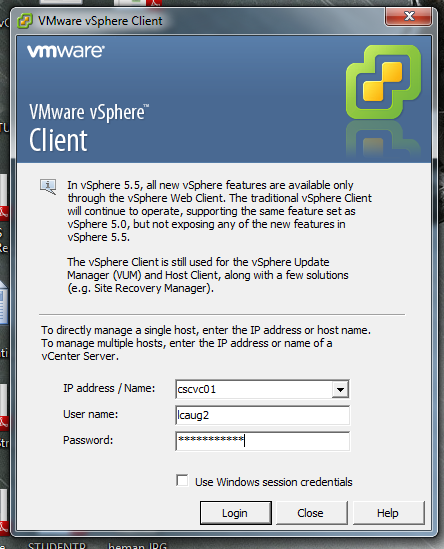 VMware vSphere Client
vmware
VMware vSphere™
Client
In vSphere 5.5, all new vSphere features are available only
through the vSphere Web Client. The traditional vSphere Client
will continue to operate, supporting the same feature set as
vSphere 5.0, but not exposing any of the new features in
vSphere 5.5.
The vSphere Client is still used for the vSphere Update
Manager (VUM) and Host Client, along with a few solutions
(e.g. Site Recovery Manager).
To directly manage a single host, enter the IP address or host name.
To manage multiple hosts, enter the IP address or name of a
vCenter Server.
IP address / Name: cscvc01
User name: lcaug2
Password: ***********
Use Windows session credentials
Login Close Help
STUDENTR heman.JPG